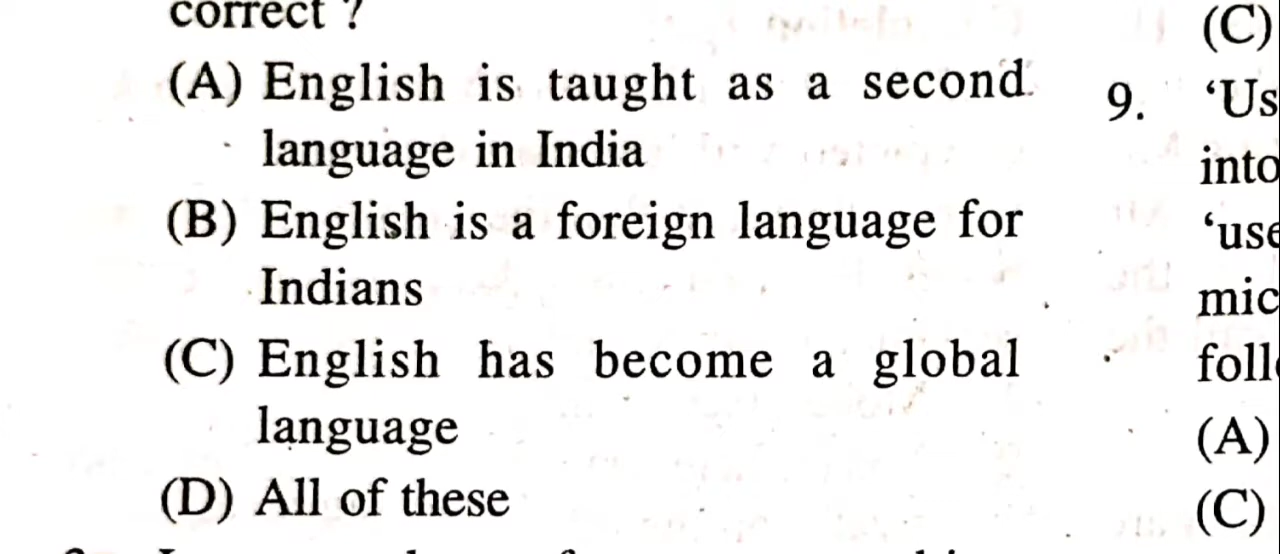 correct ?
(A) English is taught as a second
language in India
(B) English is a foreign language for
Indians
(C) English has become a global
language
(D) All of these
(C)
9. ‘Us
into
‘use
mic
foll
(A)
(C)